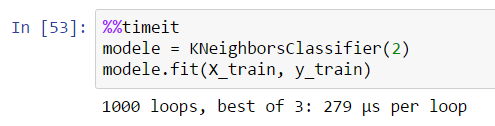 In [53]: %%timeit
modele = KNeighborsClassifier(2)
modele.fit(X_train, y_train)
1000 loops, best of 3: 279 µs per loop